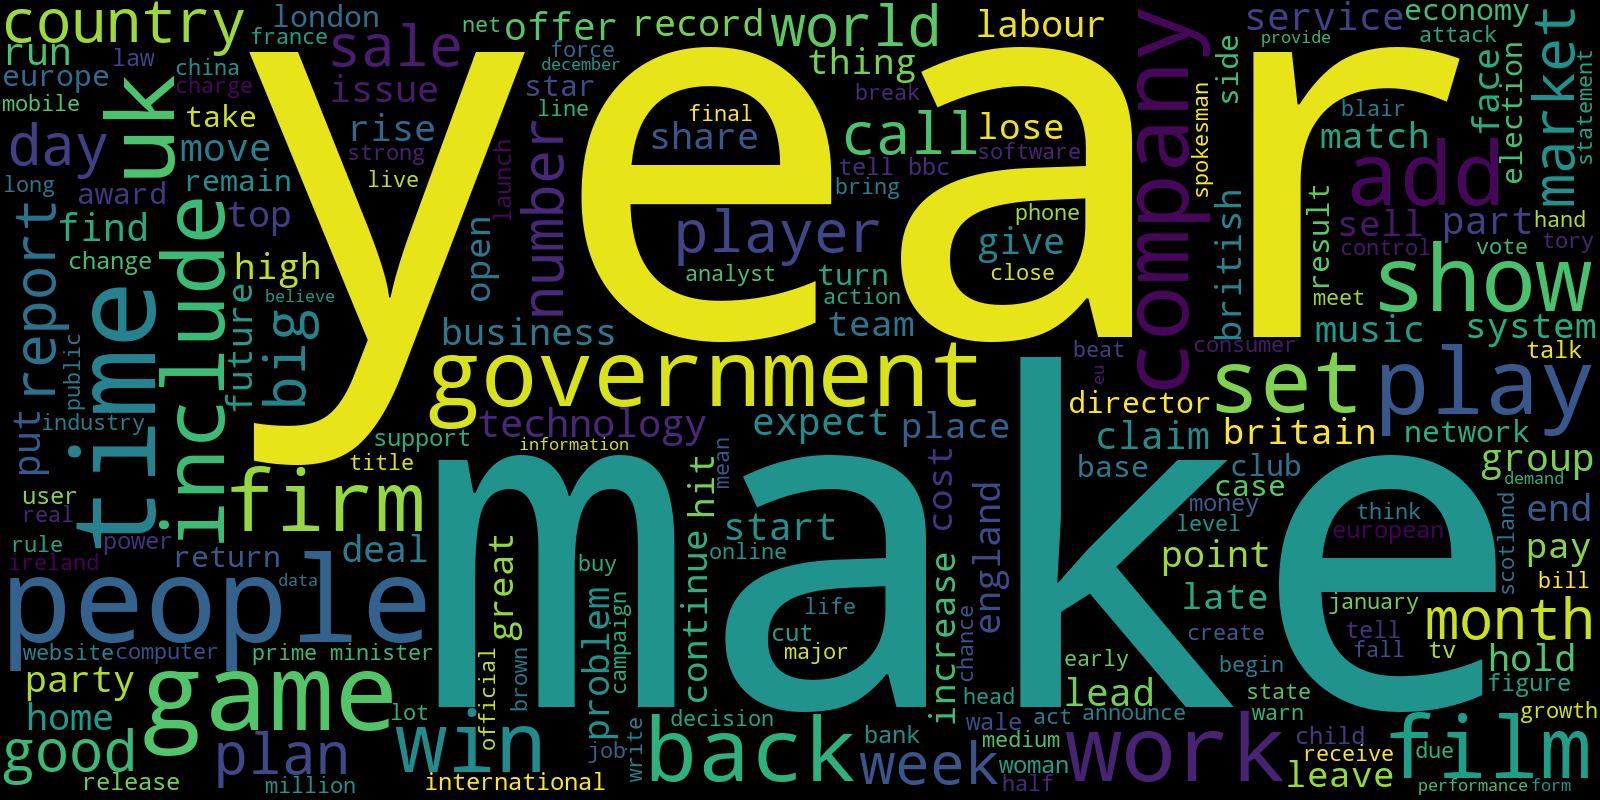 year
make
country
london
france
net
offer
record
world
labour
service
economy
attack
provide
run
law
sale
force
december
thing
side
face
market
europe
china
charge
issue
star
line
break
mobile
uk
take
rise
number
share
final
call
lose
company
spokesman
blair
match
election
statement
day
move
strong
launch
tell
bbc
software
add
long
award
remain
live
bring
british
result
sell
part
hand
find
top
open
player
phone
give
control
vote
tory
report
include
change
high
analyst
turn
close
show
time
future
believe
big
action
meet
public
business
team
music
system
government
beat
eu
consumer
set
play
talk
put
industry
technology
expect
place
director
britain
network
support
information
mean
claim
title
firm
hit
cost
base
club
group
user
case
demand
real
start
england
money
think
end
rule
power
deal
online
level
european
scotland
ireland
return
great
buy
continue
increase
point
pay
people
data
problem
campaign
life
late
january
bill
cut
chance
create
month
website
computer
prime minister
major
early
begin
tell
fall
tv
hold
party
game
official
brown
head
lead
state
figure
home
lot
decision
wale
act
announce
warn
growth
good
plan
win
job
write
back
bank
week
medium
woman
work
child
receive
film
due
release
million
international
half
leave
performance
form